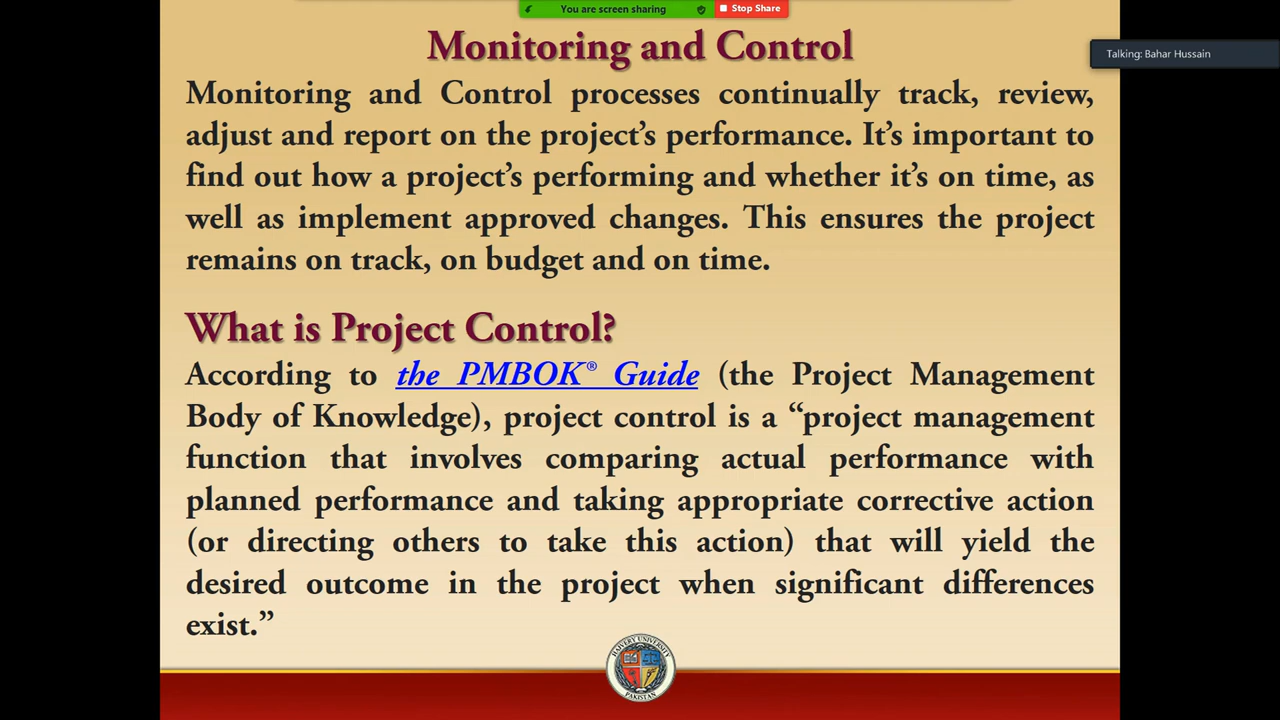 You are screen sharing
Stop Share
Monitoring and Control
Talking: Bahar Hussain
Monitoring and Control processes continually track, review,
adjust and report on the project’s performance. It’s important to
find out how a project’s performing and whether it’s on time, as
well as implement approved changes. This ensures the project
remains on track, on budget and on time.
What is Project Control?
According to the PMBOK® Guide (the Project Management
Body of Knowledge), project control is a “project management
function that involves comparing actual performance with
planned performance and taking appropriate corrective action
(or directing others to take this action) that will yield the
desired outcome in the project when significant differences
exist.”
UNIVERSITY
PAKISTAN